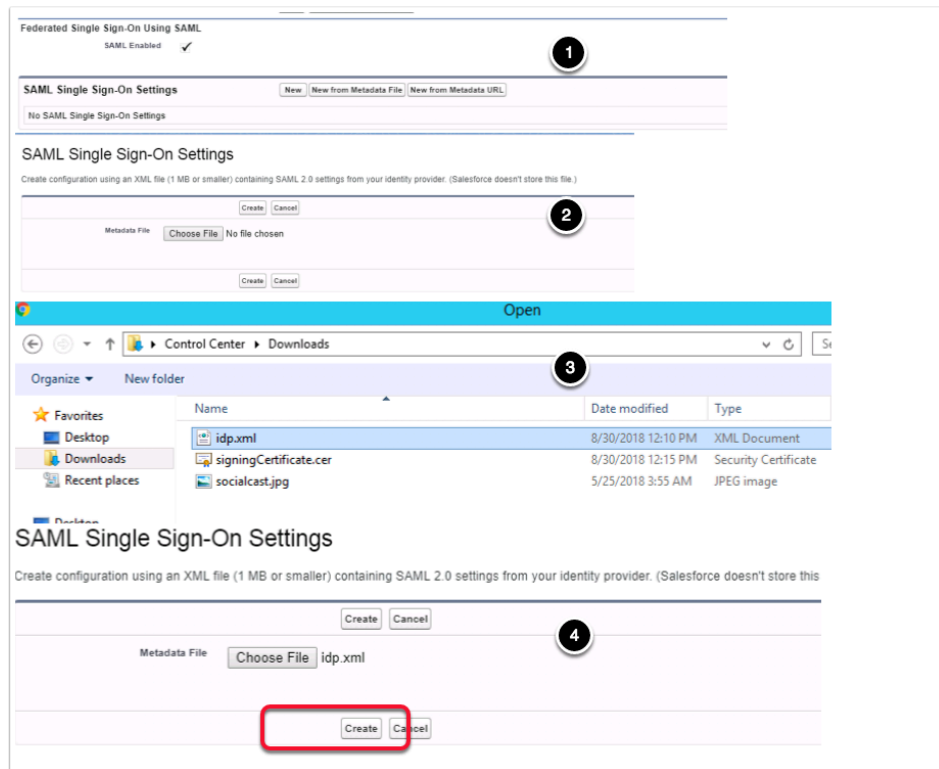 Federated Single Sign-On Using SAML
SAML Enabled
1
SAML Single Sign-On Settings New New from Metadata File New from Metadata URL
No SAML Single Sign-On Settings
SAML Single Sign-On Settings
Create configuration using an XML file (1 MB or smaller) containing SAML 2.0 settings from your identity provider. (Salesforce doesn't store this file.)
Create Cancel
2
Metadata File Choose File No file chosen
Create Cancel
Open
Control Center Downloads
3
Organize New folder
Favorites Name Date modified Type
Desktop idp.xml 8/30/2018 12:10 PM XML Document
Downloads signingCertificate.cer 8/30/2018 12:15 PM Security Certificate
Recent places socialcast.jpg 5/25/2018 3:55 AM JPEG image
Desktop
SAML Single Sign-On Settings
Create configuration using an XML file (1 MB or smaller) containing SAML 2.0 settings from your identity provider. (Salesforce doesn't store this
Create Cancel
4
Metadata File Choose File idp.xml
Create Cancel